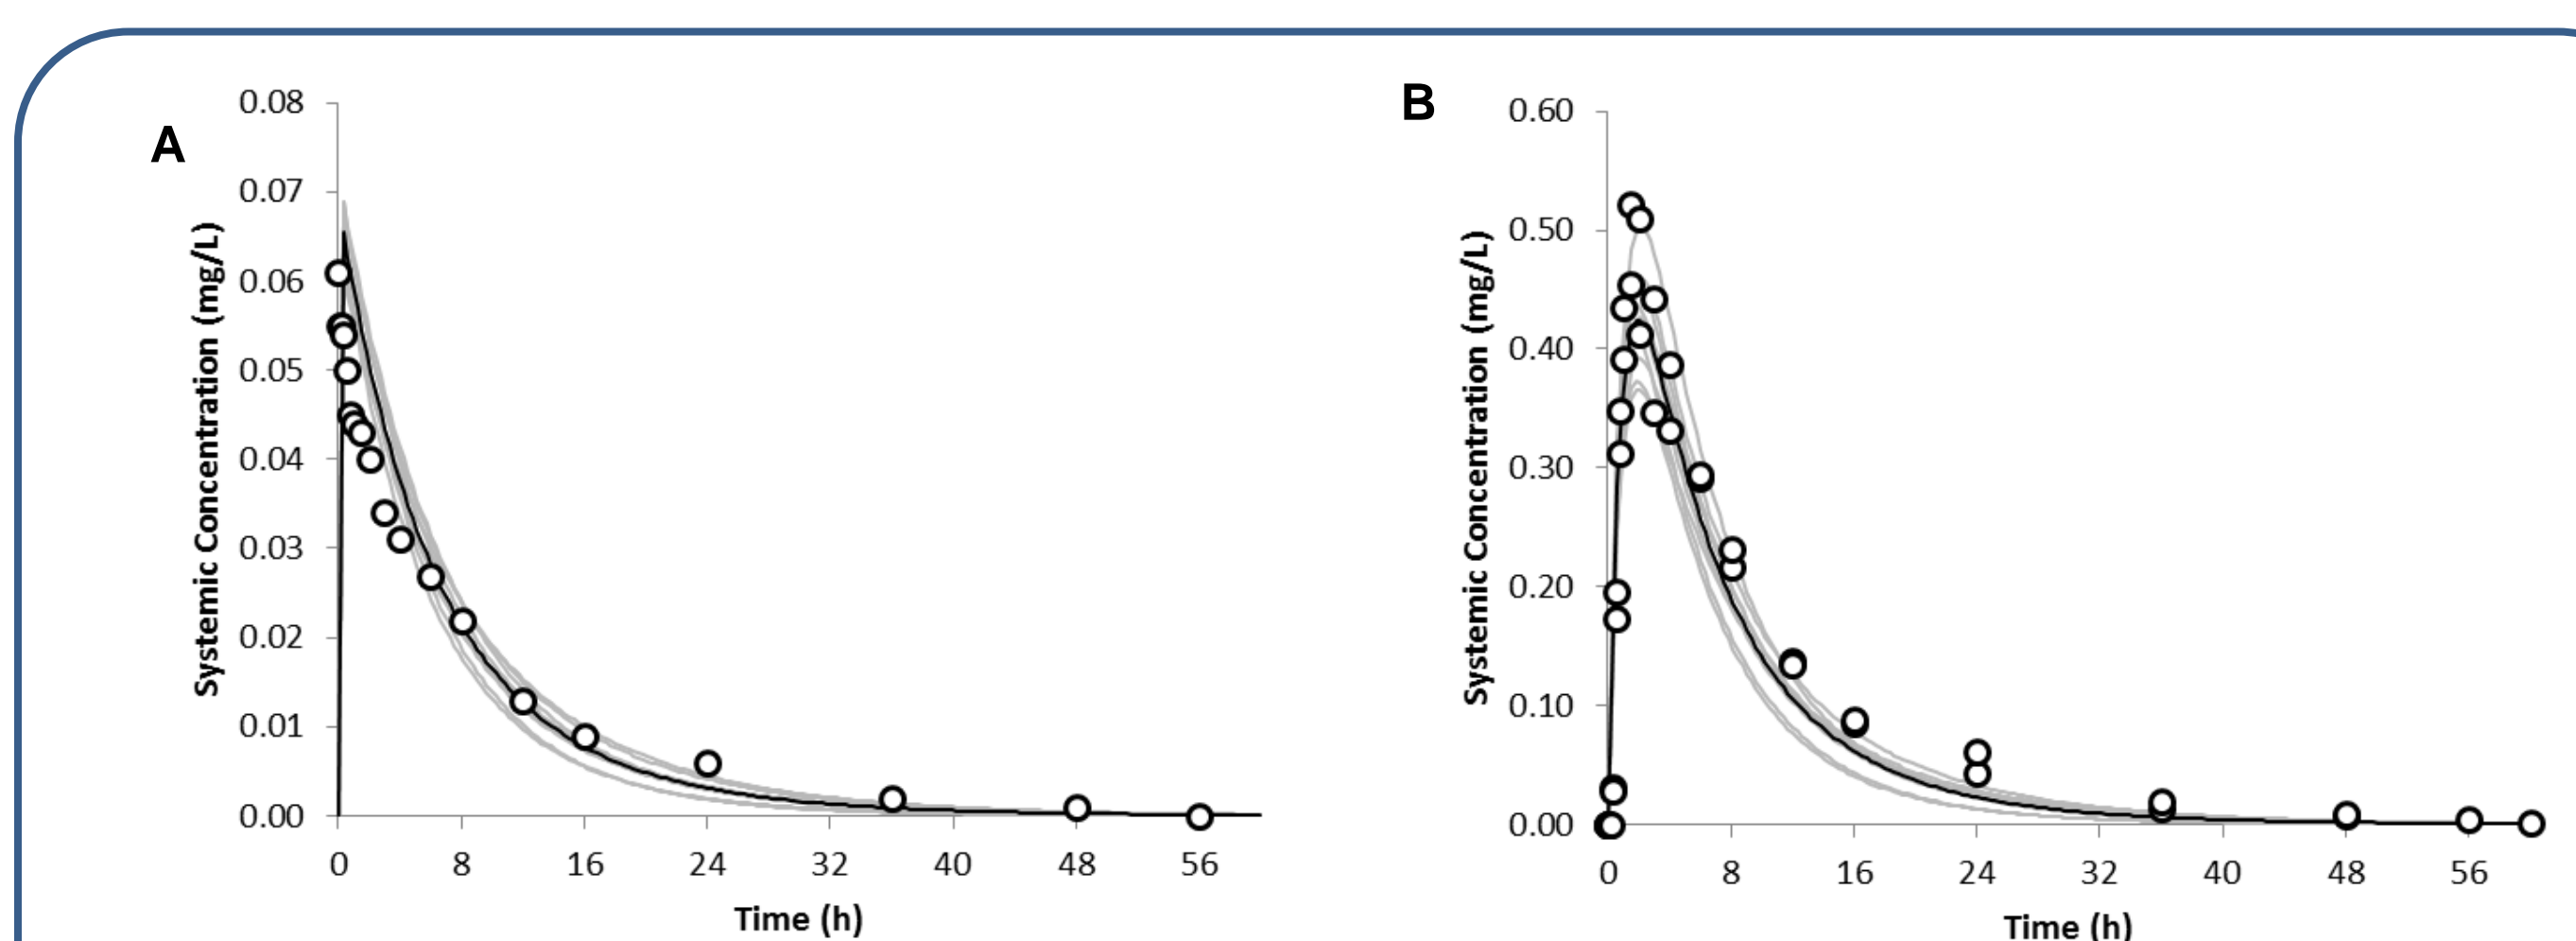 A
Systemic Concentration (mg/L)
0.08
0.07
0.06
0.05
0.04
0.03
0.02
0.01
0.00
0 8 16 24 32 40 48 56
Time (h)
B
Systemic Concentration (mg/L)
0.60
0.50
0.40
0.30
0.20
0.10
0.00
0 8 16 24 32 40 48 56
Time (h)